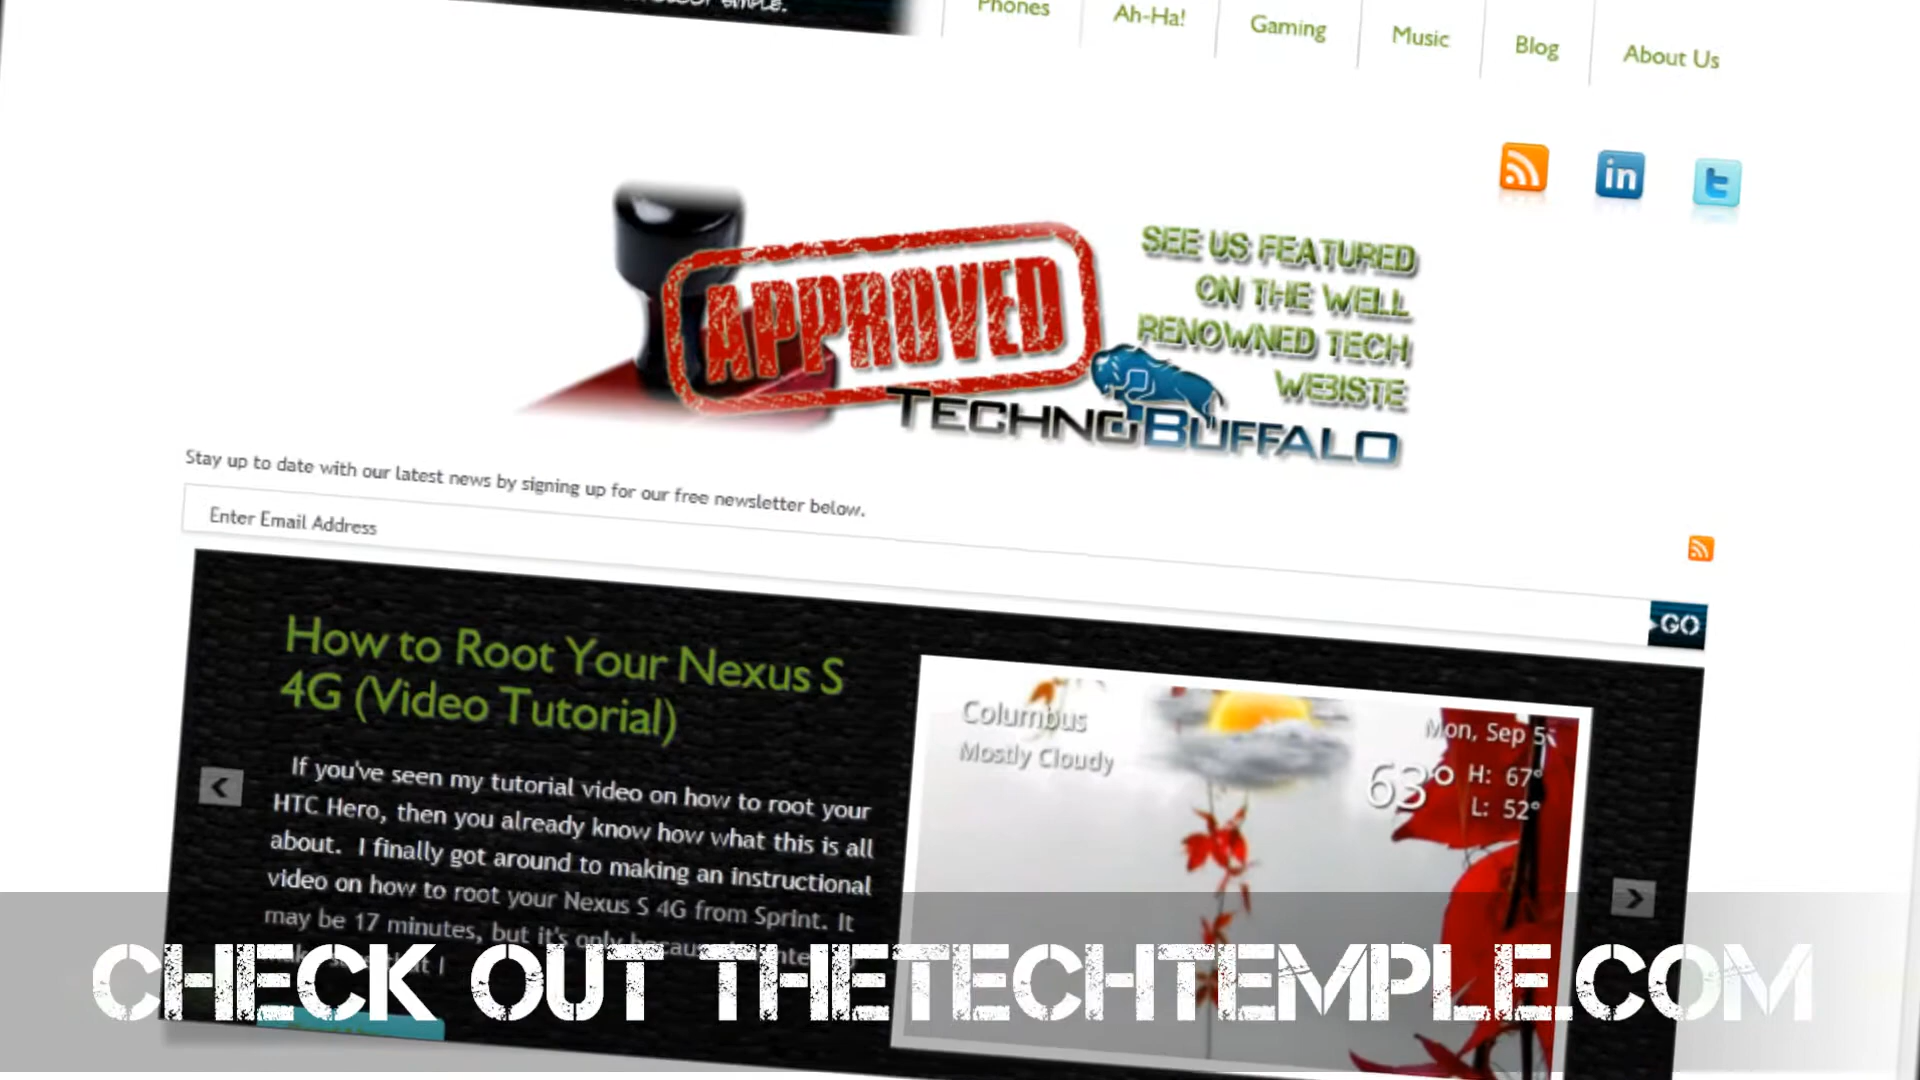 Phones
Ah-Ha!
Gaming
Music
Blog
About Us
in
t
APPROVED
SEE US FEATURED
ON THE WELL
RENOWNED TECH
WEBISTE
TECHNOBUFFALO
Stay up to date with our latest news by signing up for our free newsletter below.
Enter Email Address
GO
How to Root Your Nexus S
4G (Video Tutorial)
If you've seen my tutorial video on how to root your
HTC Hero, then you already know how what this is all
about. I finally got around to making an instructional
video on how to root your Nexus S 4G from Sprint. It
may be 17 minutes, but it's only
that I
Columbus
Mostly Cloudy
Mon, Sep 5
63° H: 67°
L: 52°
CHECK OUT THETECHTEMPLE.COM